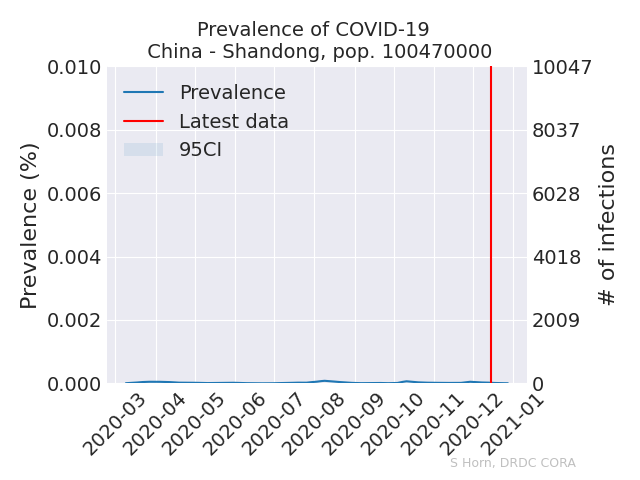 Prevalence of COVID-19
China - Shandong, pop. 100470000
Prevalence
Latest data
95CI
Prevalence (%)
0.010
0.008
0.006
0.004
0.002
0.000
10047
8037
6028
4018
2009
0
# of infections
2020-03
2020-04
2020-05
2020-06
2020-07
2020-08
2020-09
2020-10
2020-11
2020-12
2021-01
S Horn, DRDC CORA